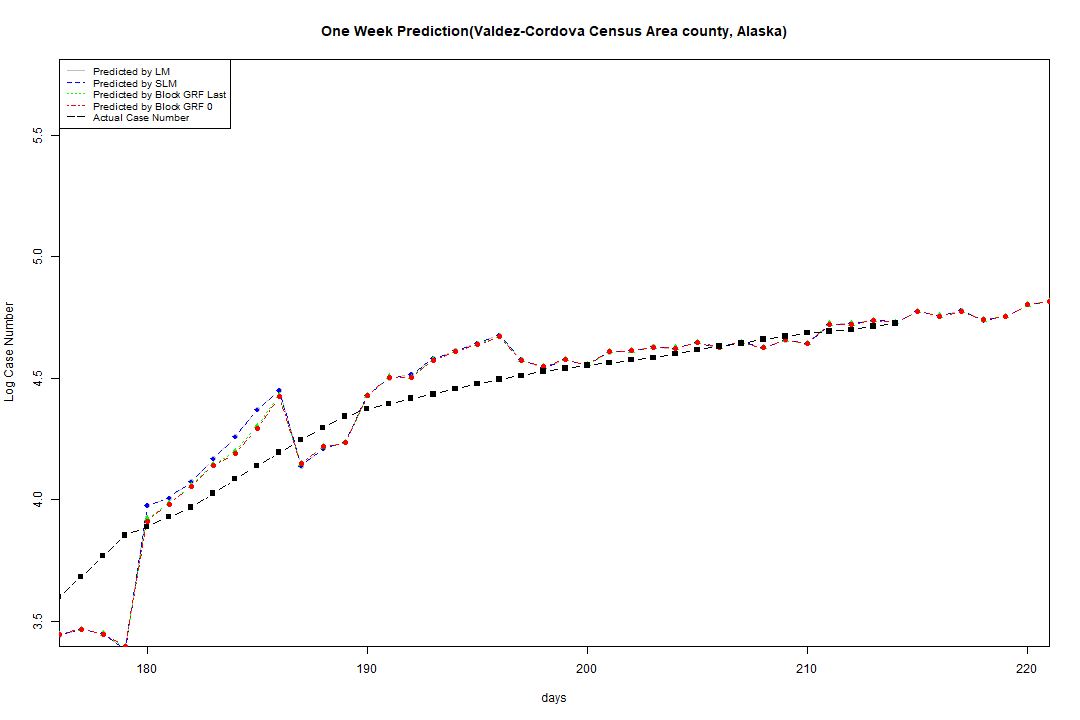 One Week Prediction(Valdez-Cordova Census Area county, Alaska)
Predicted by LM
Predicted by SLM
Predicted by Block GRF Last
Predicted by Block GRF 0
Actual Case Number
5.5
5.0
4.5
4.0
3.5
Log Case Number
180
190
200
210
220
days